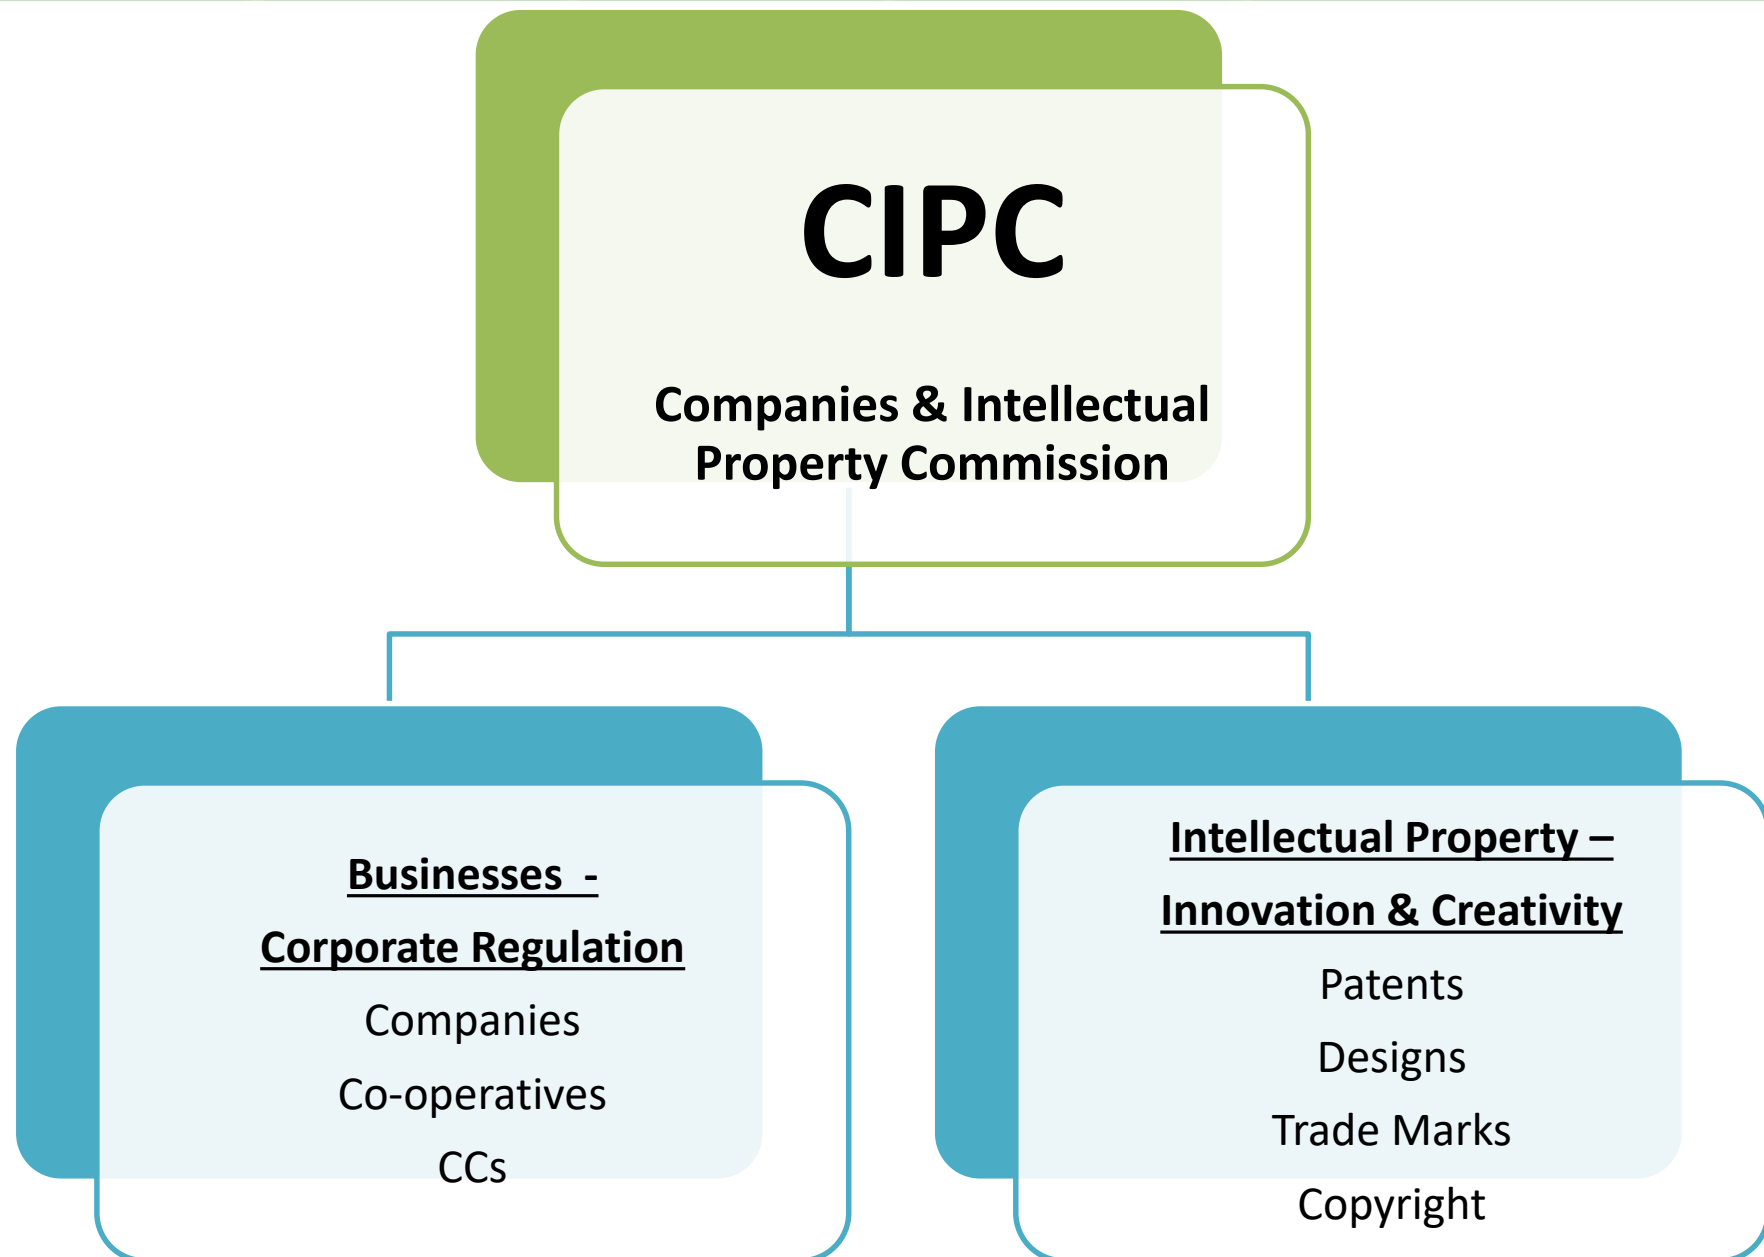 CIPC
Companies & Intellectual
Property Commission
Businesses  -
Corporate Regulation
Companies
Co-operatives
CCs
Intellectual Property –
Innovation & Creativity
Patents
Designs
Trade Marks
Copyright